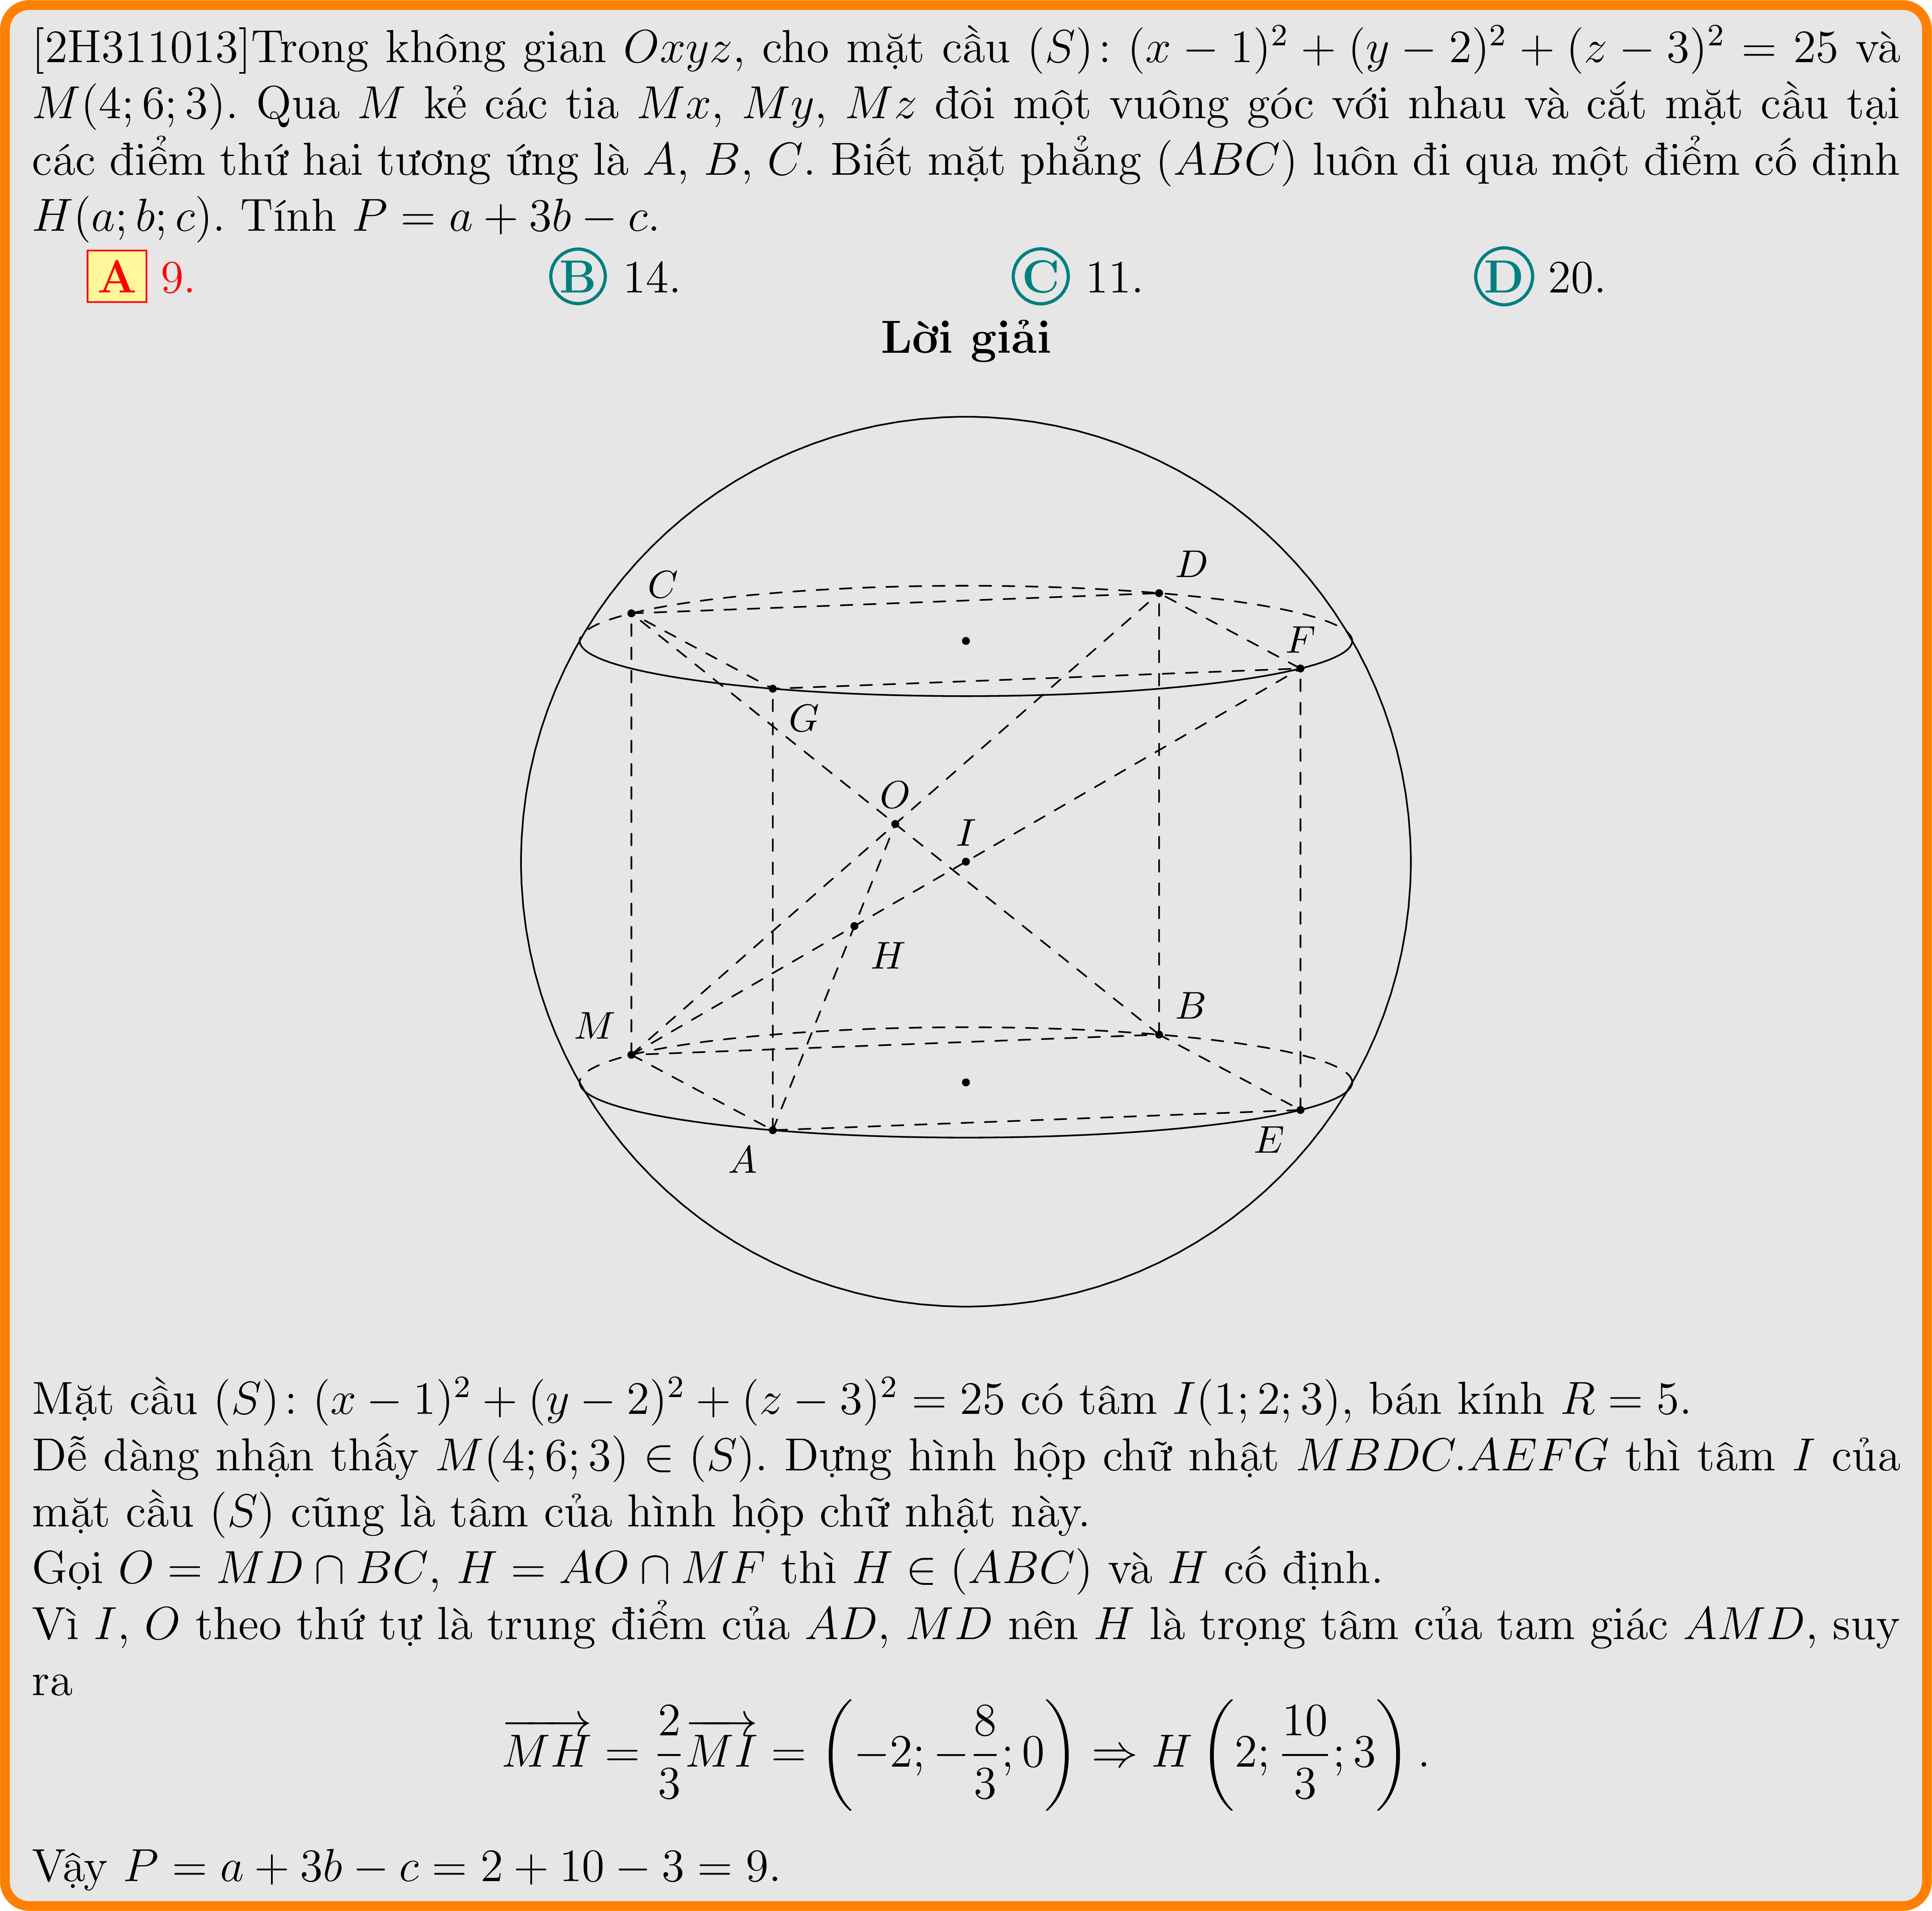 [2H311013]Trong không gian Oxyz, cho mặt cầu (S): (x − 1)² + (y − 2)² + (z − 3)² = 25 và
M(4; 6; 3). Qua M kẻ các tia Mx, My, Mz đôi một vuông góc với nhau và cắt mặt cầu tại
các điểm thứ hai tương ứng là A, B, C. Biết mặt phẳng (ABC) luôn đi qua một điểm cố định
H(a; b; c). Tính P = a + 3b − c.
A 9. B 14. C 11. D 20.
Lời giải
D
C
F
G
O
I
H
B
M
E
A
Mặt cầu (S): (x − 1)² + (y − 2)² + (z − 3)² = 25 có tâm I(1; 2; 3), bán kính R = 5.
Dễ dàng nhận thấy M(4; 6; 3) ∈ (S). Dựng hình hộp chữ nhật MBDC.AEFG thì tâm I của
mặt cầu (S) cũng là tâm của hình hộp chữ nhật này.
Gọi O = MD ∩ BC, H = AO ∩ MF thì H ∈ (ABC) và H cố định.
Vì I, O theo thứ tự là trung điểm của AD, MD nên H là trọng tâm của tam giác AMD, suy
ra
$\overrightarrow{MH} = \frac{2}{3}\overrightarrow{MI} = \left(-2; -\frac{8}{3}; 0\right) \Rightarrow H\left(2; \frac{10}{3}; 3\right).$
Vậy P = a + 3b − c = 2 + 10 − 3 = 9.